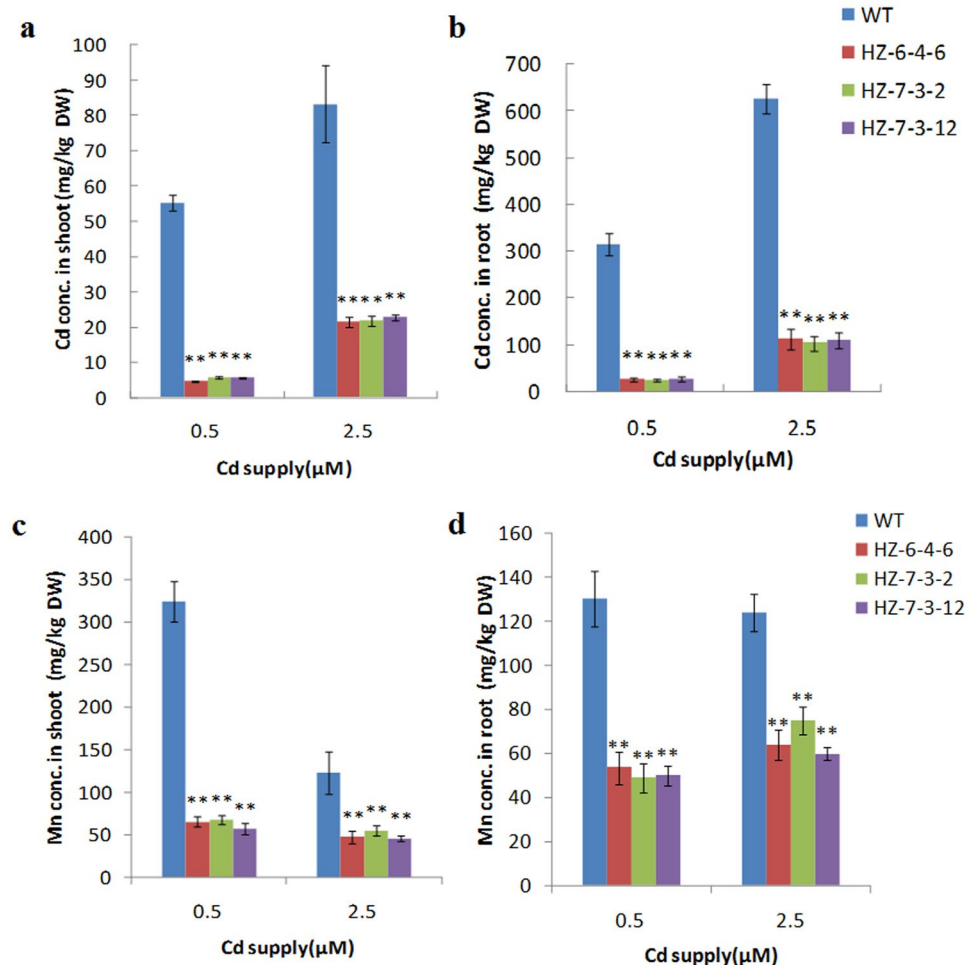 a
Cd conc. in shoot (mg/kg DW)
100
90
80
70
60
50
40
30
20
10
0
** ** **
** ** **
0.5 2.5
Cd supply(μM)
b
Cd conc. in root (mg/kg DW)
700
600
500
400
300
200
100
0
** ** **
** ** **
0.5 2.5
Cd supply(μM)
WT
HZ-6-4-6
HZ-7-3-2
HZ-7-3-12
c
Mn conc. in shoot (mg/kg DW)
400
350
300
250
200
150
100
50
0
** ** **
** ** **
0.5 2.5
Cd supply(μM)
d
Mn conc. in root (mg/kg DW)
160
140
120
100
80
60
40
20
0
** ** **
** ** **
0.5 2.5
Cd supply(μM)
WT
HZ-6-4-6
HZ-7-3-2
HZ-7-3-12